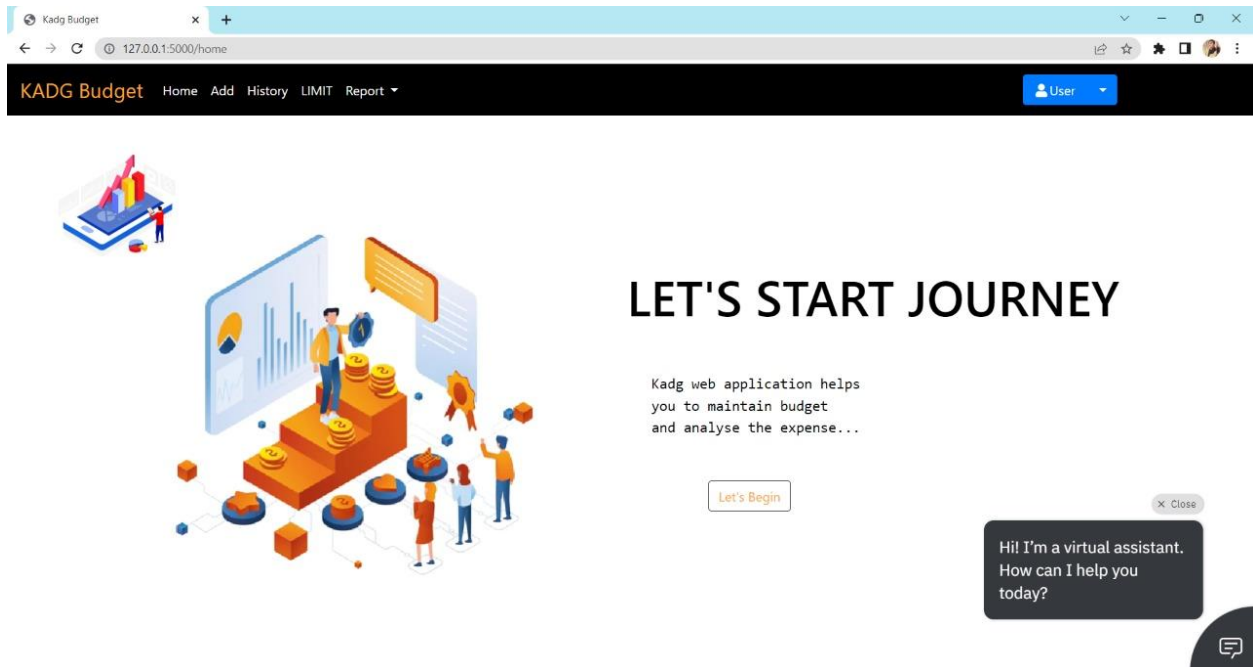 Kadg Budget
127.0.0.1:5000/home
KADG Budget Home Add History LIMIT Report User
LET'S START JOURNEY
Kadg web application helps
you to maintain budget
and analyse the expense...
Let's Begin
× Close
Hi! I'm a virtual assistant.
How can I help you
today?